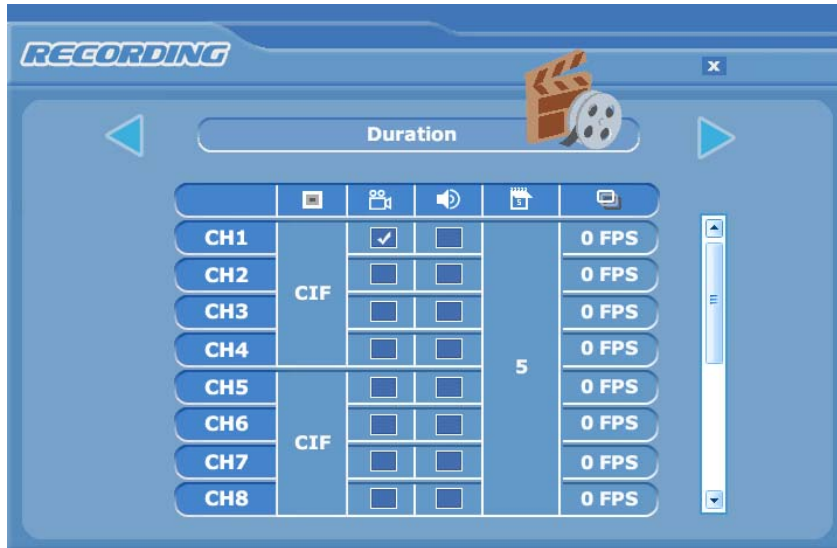 RECORDING
X
Duration
5
CH1 0 FPS
CH2 0 FPS
CIF
CH3 0 FPS
CH4 0 FPS
5
CH5 0 FPS
CH6 0 FPS
CIF
CH7 0 FPS
CH8 0 FPS